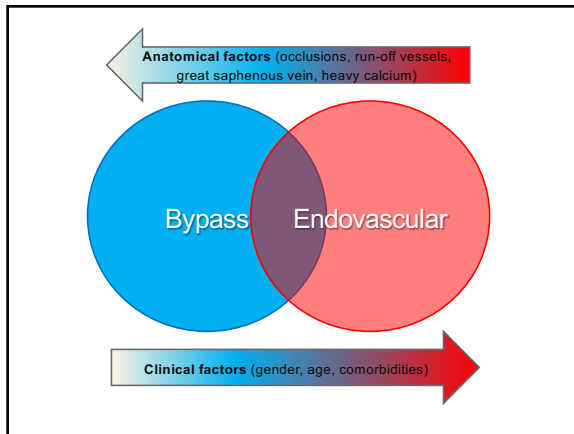 Anatomical factors (occlusions, run-off vessels,
great saphenous vein, heavy calcium)
Bypass Endovascular
Clinical factors (gender, age, comorbidities)